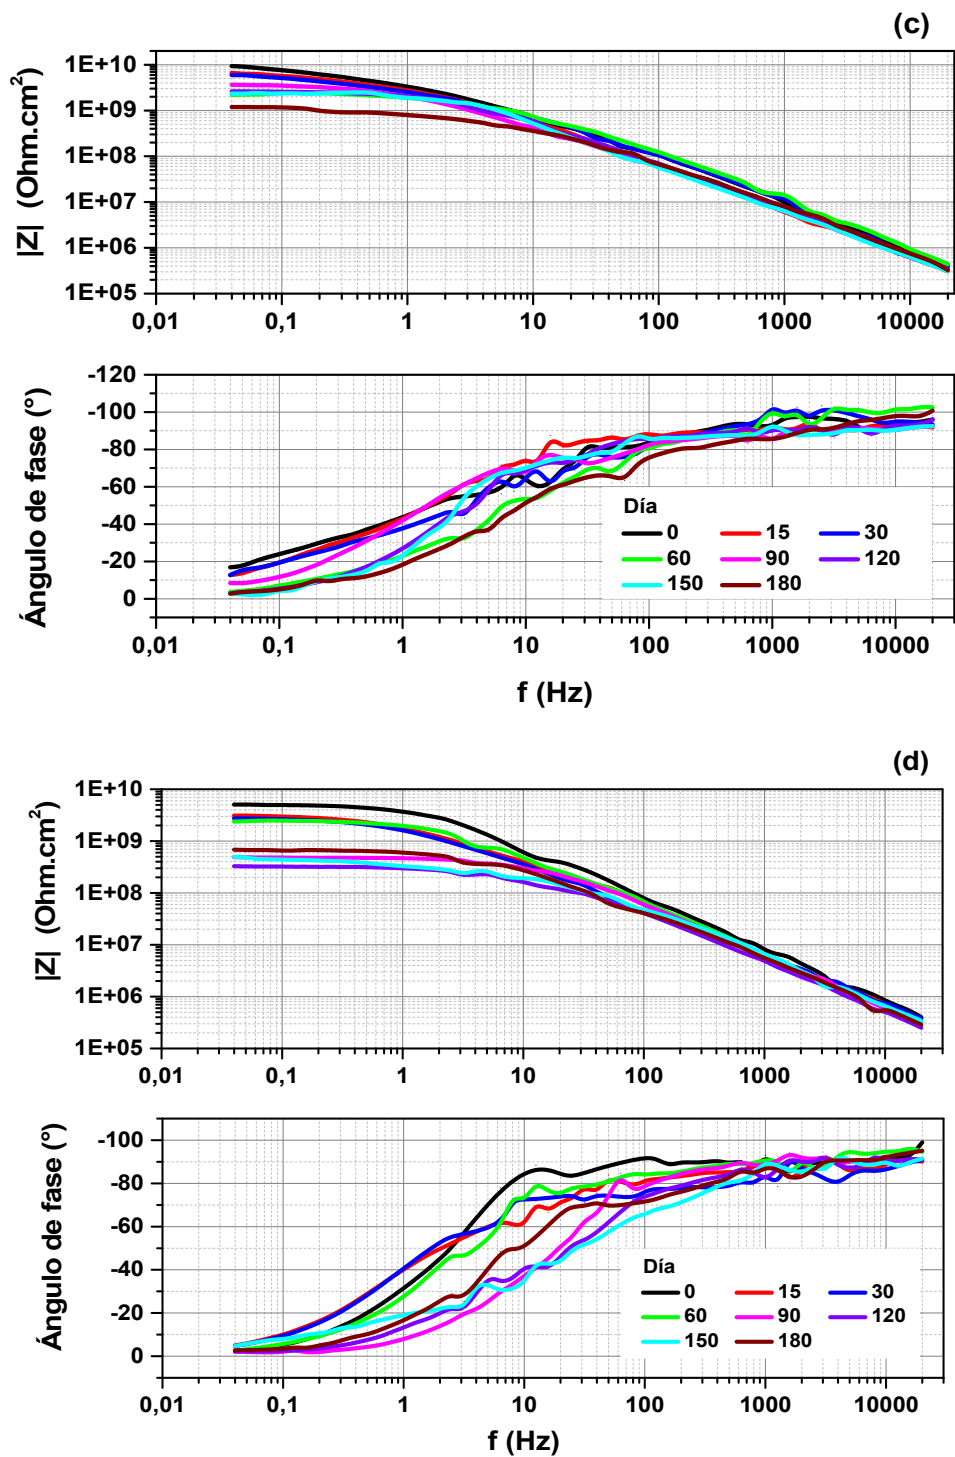 (c)
|Z| (Ohm.cm²)
1E+10
1E+09
1E+08
1E+07
1E+06
1E+05
0,01 0,1 1 10 100 1000 10000
Ángulo de fase (°)
-120
-100
-80
-60
-40
-20
0
Día
0 15 30
60 90 120
150 180
0,01 0,1 1 10 100 1000 10000
f (Hz)
(d)
|Z| (Ohm.cm²)
1E+10
1E+09
1E+08
1E+07
1E+06
1E+05
0,01 0,1 1 10 100 1000 10000
Ángulo de fase (°)
-100
-80
-60
-40
-20
0
Día
0 15 30
60 90 120
150 180
0,01 0,1 1 10 100 1000 10000
f (Hz)